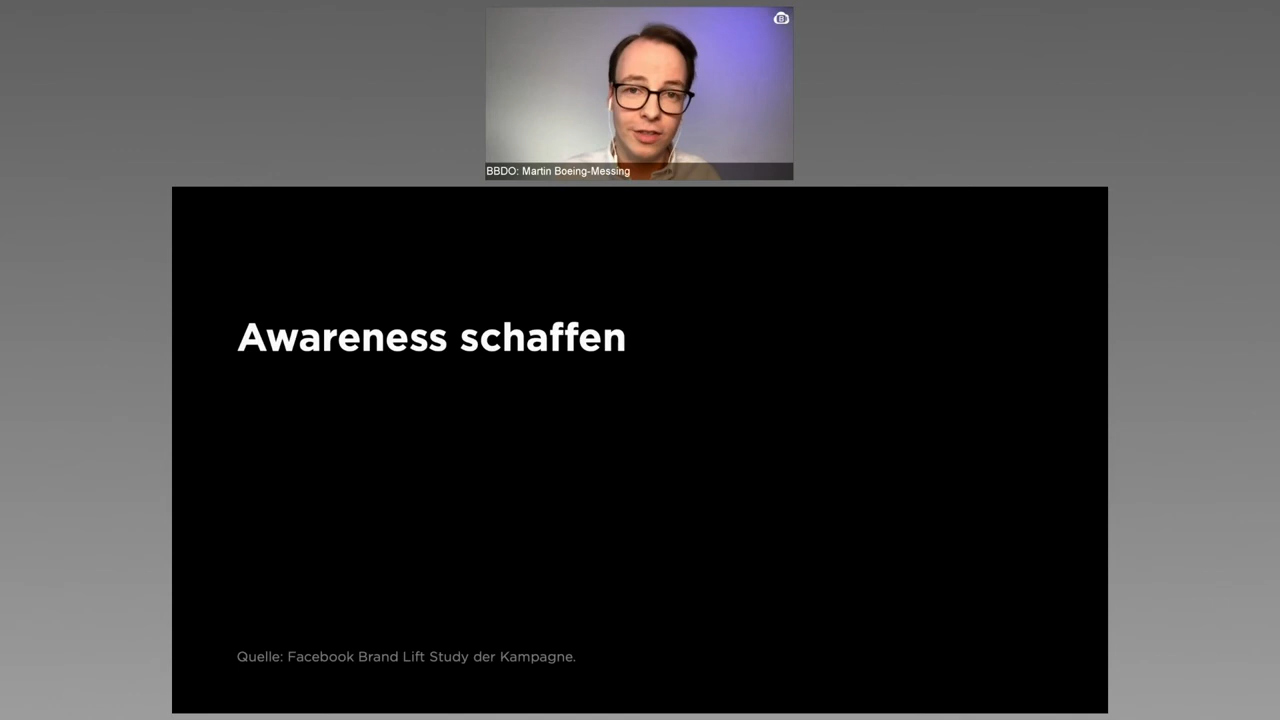 BBDO: Martin Boeing-Messing
Awareness schaffen
Quelle: Facebook Brand Lift Study der Kampagne.